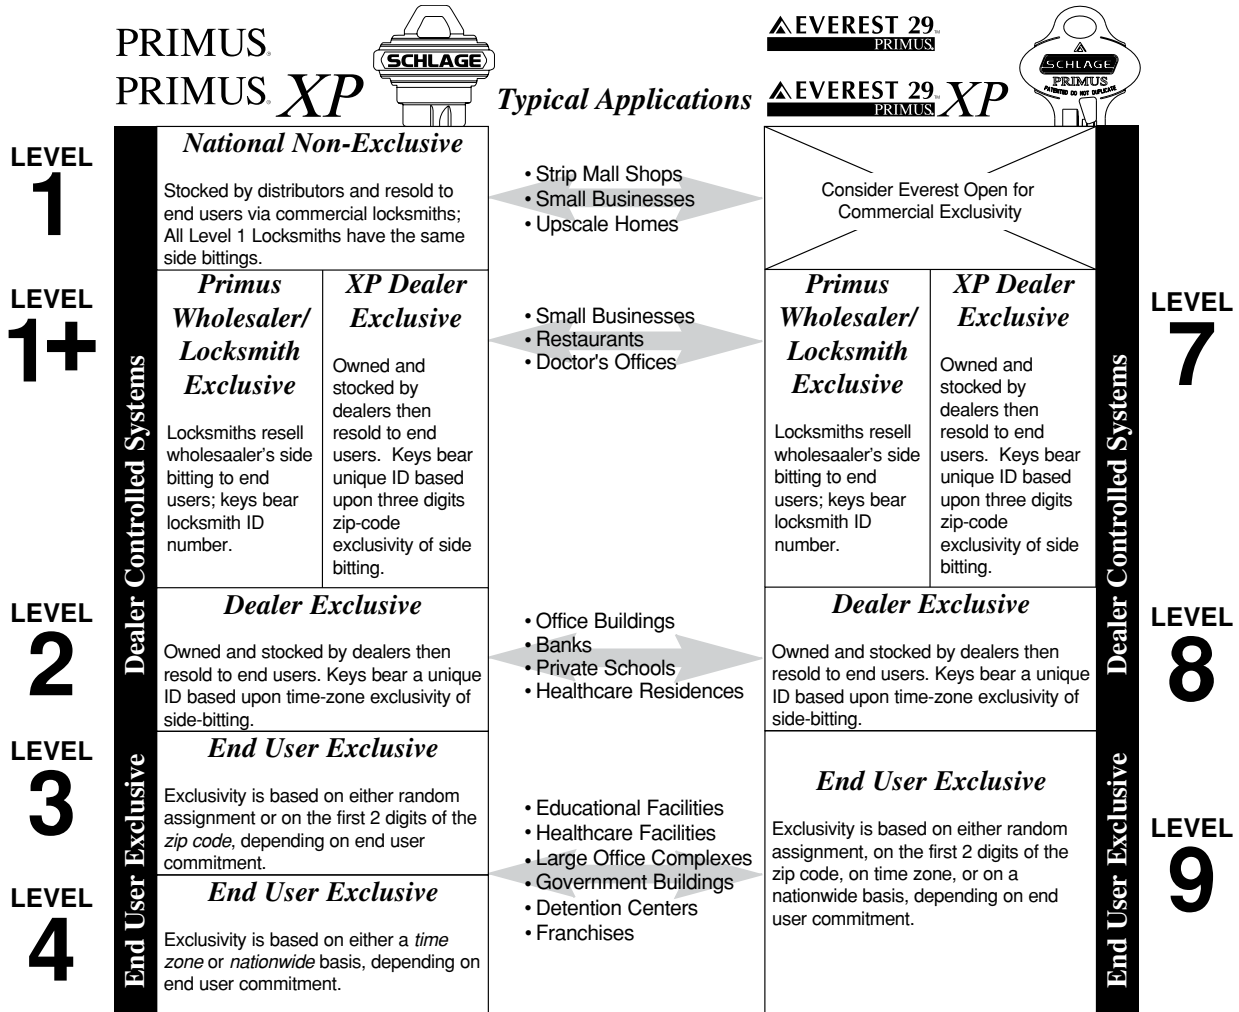 PRIMUS®
PRIMUS® XP
SCHLAGE
Typical Applications
EVEREST 29™
PRIMUS®
EVEREST 29™
PRIMUS® XP
SCHLAGE
PRIMUS
PATENTED DO NOT DUPLICATE
LEVEL
1
Dealer Controlled Systems
National Non-Exclusive
Stocked by distributors and resold to
end users via commercial locksmiths;
All Level 1 Locksmiths have the same
side bittings.
• Strip Mall Shops
• Small Businesses
• Upscale Homes
Consider Everest Open for
Commercial Exclusivity
LEVEL
1+
Primus
Wholesaler/
Locksmith
Exclusive
Locksmiths resell
wholesaaler's side
bitting to end
users; keys bear
locksmith ID
number.
XP Dealer
Exclusive
Owned and
stocked by
dealers then
resold to end
users. Keys bear
unique ID based
upon three digits
zip-code
exclusivity of side
bitting.
• Small Businesses
• Restaurants
• Doctor's Offices
Primus
Wholesaler/
Locksmith
Exclusive
Locksmiths resell
wholesaaler's side
bitting to end
users; keys bear
locksmith ID
number.
XP Dealer
Exclusive
Owned and
stocked by
dealers then
resold to end
users. Keys bear
unique ID based
upon three digits
zip-code
exclusivity of side
bitting.
Dealer Controlled Systems
LEVEL
7
LEVEL
2
Dealer Exclusive
Owned and stocked by dealers then
resold to end users. Keys bear a unique
ID based upon time-zone exclusivity of
side-bitting.
• Office Buildings
• Banks
• Private Schools
• Healthcare Residences
Dealer Exclusive
Owned and stocked by dealers then
resold to end users. Keys bear a unique
ID based upon time-zone exclusivity of
side-bitting.
LEVEL
8
LEVEL
3
End User Exclusive
End User Exclusive
Exclusivity is based on either random
assignment or on the first 2 digits of the
zip code, depending on end user
commitment.
LEVEL
4
End User Exclusive
Exclusivity is based on either a time
zone or nationwide basis, depending on
end user commitment.
• Educational Facilities
• Healthcare Facilities
• Large Office Complexes
• Government Buildings
• Detention Centers
• Franchises
End User Exclusive
Exclusivity is based on either random
assignment, on the first 2 digits of the
zip code, on time zone, or on a
nationwide basis, depending on end
user commitment.
End User Exclusive
LEVEL
9